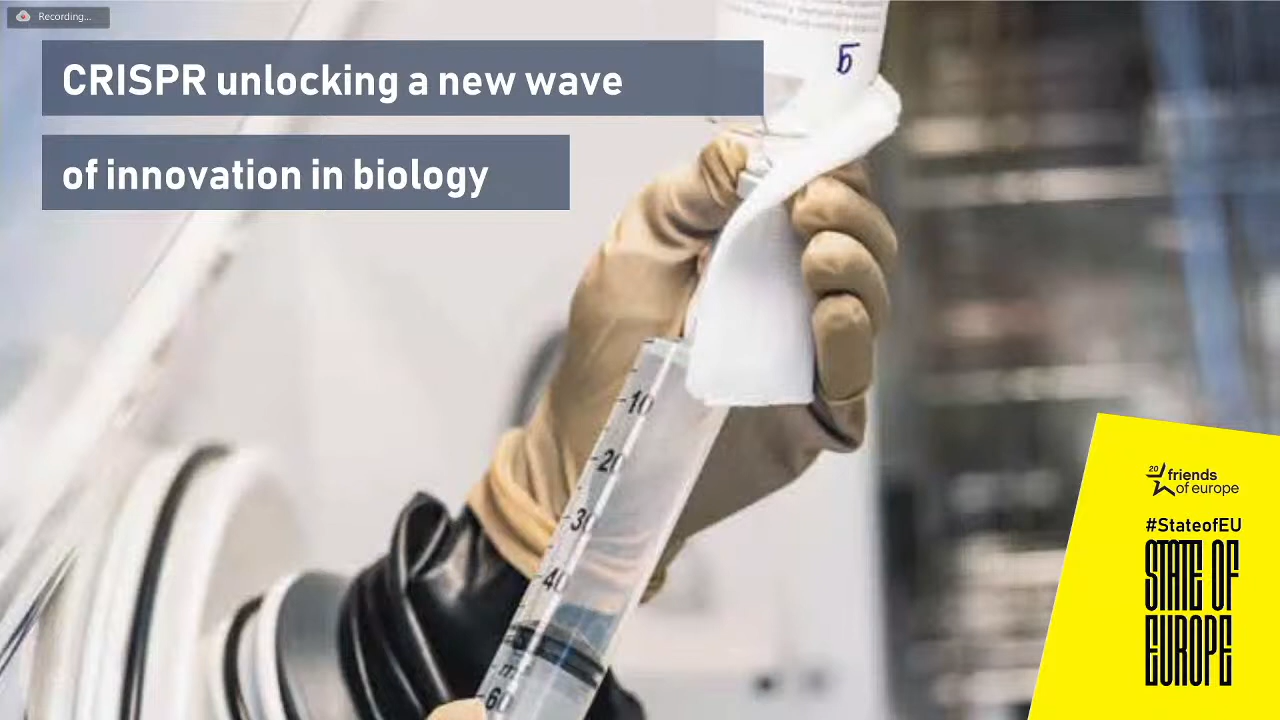 Recording...
CRISPR unlocking a new wave
of innovation in biology
5
10
20
30
40
60
20
friends
of europe
#StateofEU
STATE OF
EUROPE